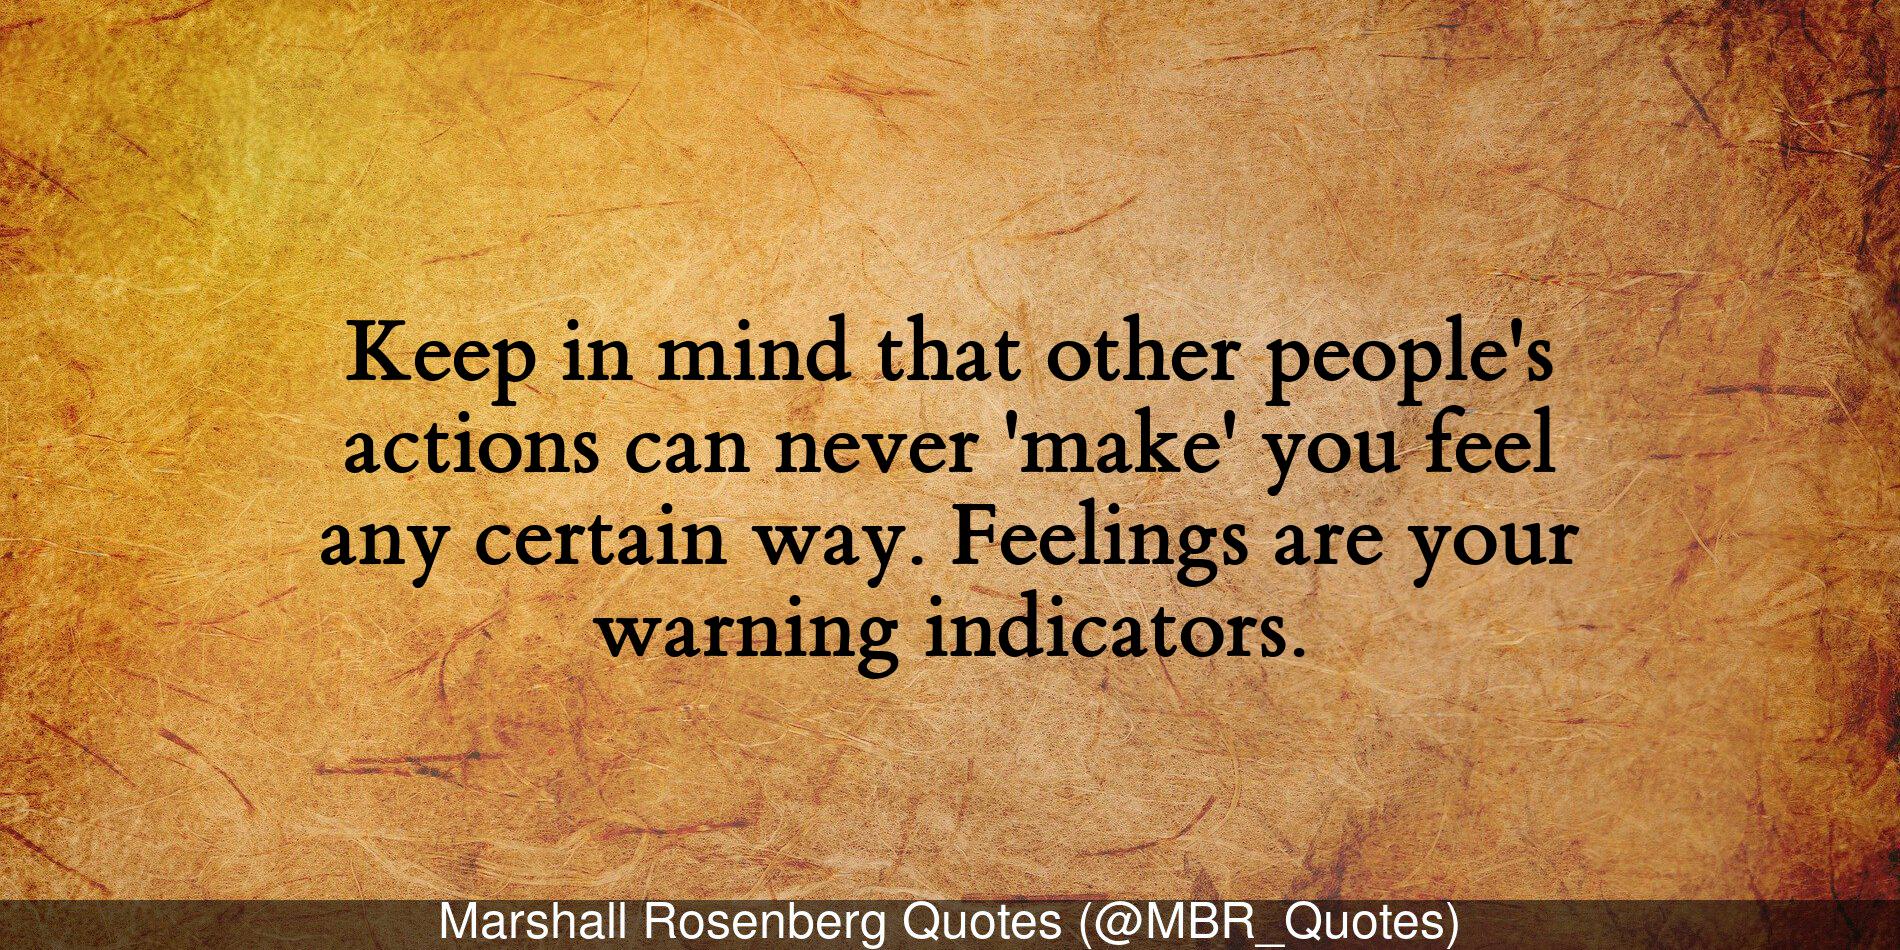 Keep in mind that other people's
actions can never 'make' you feel
any certain way. Feelings are your
warning indicators.
Marshall Rosenberg Quotes (@MBR_Quotes)